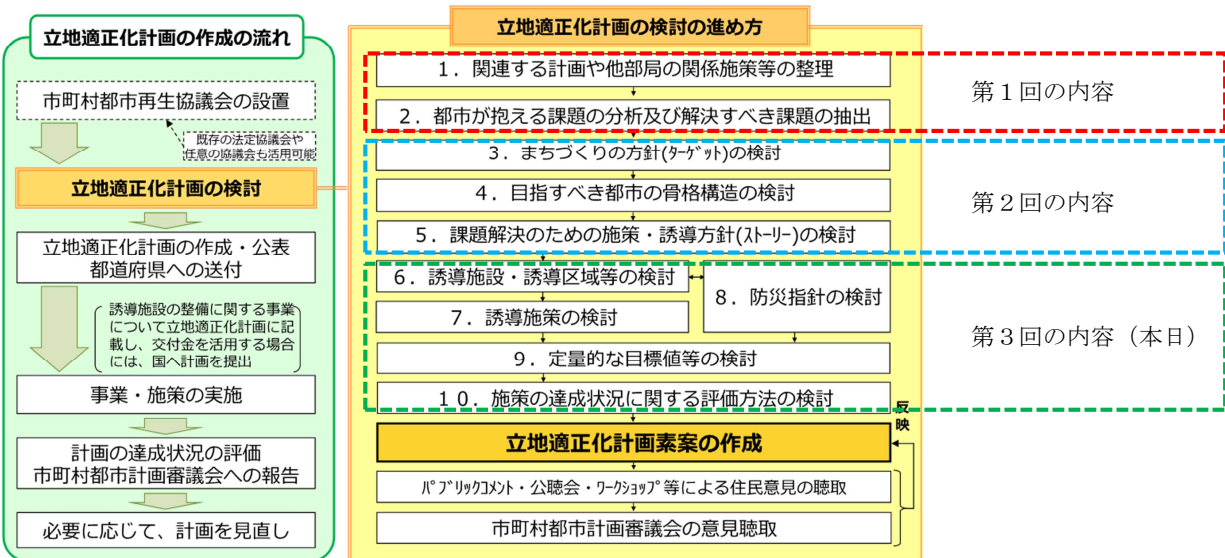 立地適正化計画の作成の流れ
市町村都市再生協議会の設置
既存の法定協議会や
任意の協議会も活用可能
立地適正化計画の検討
立地適正化計画の作成・公表
都道府県への送付
誘導施設の整備に関する事業
について立地適正化計画に記
載し、交付金を活用する場合
には、国へ計画を提出
事業・施策の実施
計画の達成状況の評価
市町村都市計画審議会への報告
必要に応じて、計画を見直し
立地適正化計画の検討の進め方
１．関連する計画や他部局の関係施策等の整理
２．都市が抱える課題の分析及び解決すべき課題の抽出
３．まちづくりの方針(ﾀｰｹﾞｯﾄ)の検討
４．目指すべき都市の骨格構造の検討
５．課題解決のための施策・誘導方針(ｽﾄｰﾘｰ)の検討
６．誘導施設・誘導区域等の検討
７．誘導施策の検討
８．防災指針の検討
９．定量的な目標値等の検討
１０．施策の達成状況に関する評価方法の検討
反映
立地適正化計画素案の作成
ﾊﾟﾌﾞﾘｯｸｺﾒﾝﾄ・公聴会・ﾜｰｸｼｮｯﾌﾟ等による住民意見の聴取
市町村都市計画審議会の意見聴取
第１回の内容
第２回の内容
第３回の内容（本日）